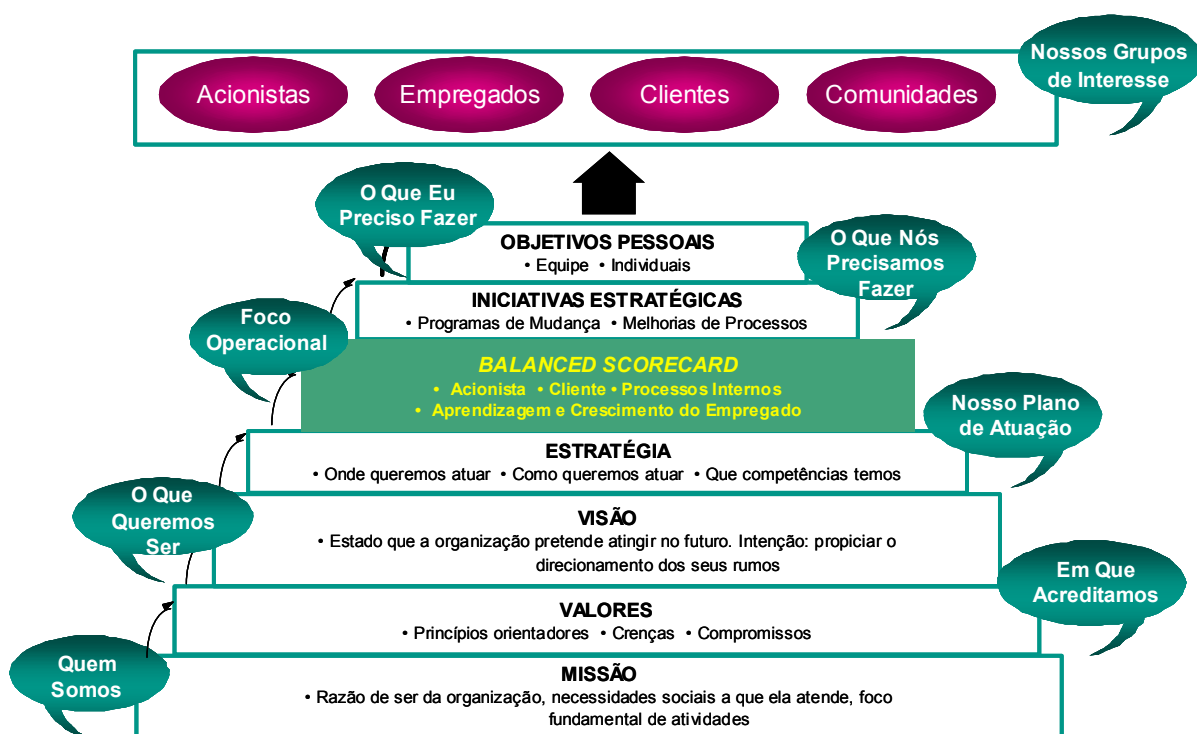 Nossos Grupos
de Interesse
Acionistas
Empregados
Clientes
Comunidades
O Que Eu
Preciso Fazer
OBJETIVOS PESSOAIS
• Equipe • Individuais
O Que Nós
Precisamos
Fazer
INICIATIVAS ESTRATÉGICAS
• Programas de Mudança • Melhorias de Processos
Foco
Operacional
BALANCED SCORECARD
• Acionista • Cliente • Processos Internos
• Aprendizagem e Crescimento do Empregado
Nosso Plano
de Atuação
ESTRATÉGIA
• Onde queremos atuar • Como queremos atuar • Que competências temos
O Que
Queremos
Ser
VISÃO
• Estado que a organização pretende atingir no futuro. Intenção: propiciar o
direcionamento dos seus rumos
Em Que
Acreditamos
VALORES
• Princípios orientadores • Crenças • Compromissos
Quem
Somos
MISSÃO
• Razão de ser da organização, necessidades sociais a que ela atende, foco
fundamental de atividades